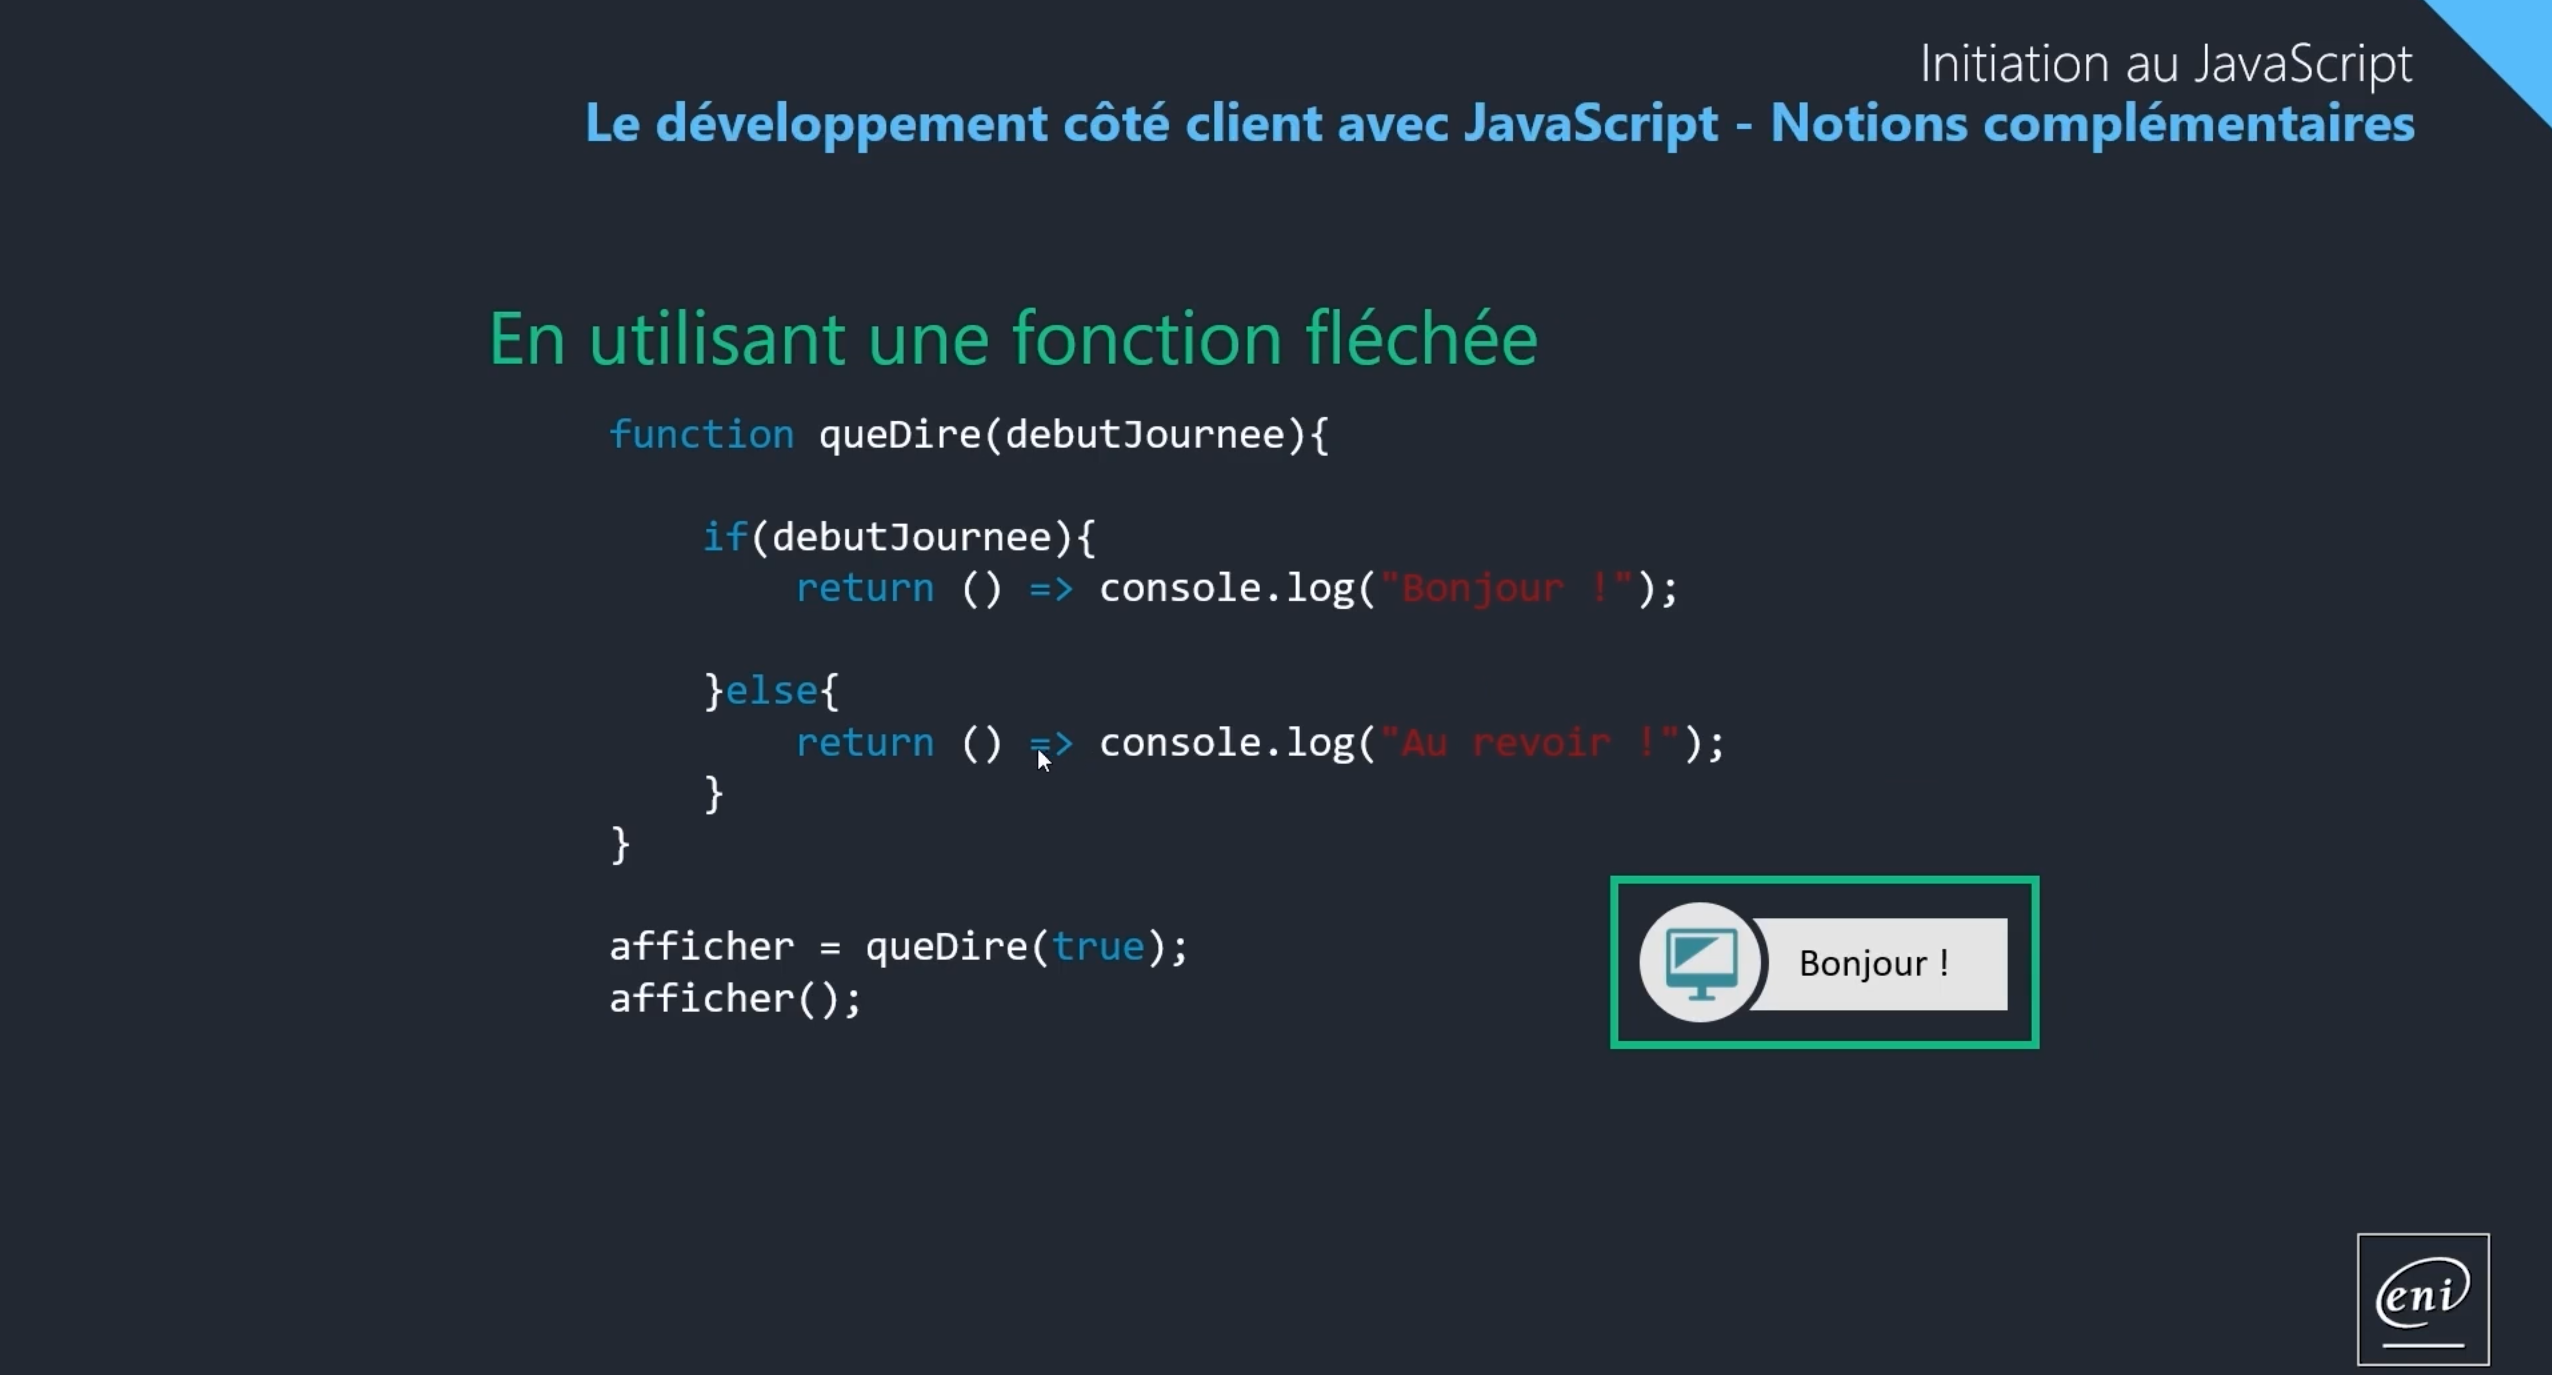 Initiation au JavaScript
Le développement côté client avec JavaScript - Notions complémentaires
En utilisant une fonction fléchée
function queDire(debutJournee){
if(debutJournee){
return () => console.log("Bonjour !");
}else{
return () => console.log("Au revoir !");
}
}
afficher = queDire(true);
afficher();
Bonjour !
eni